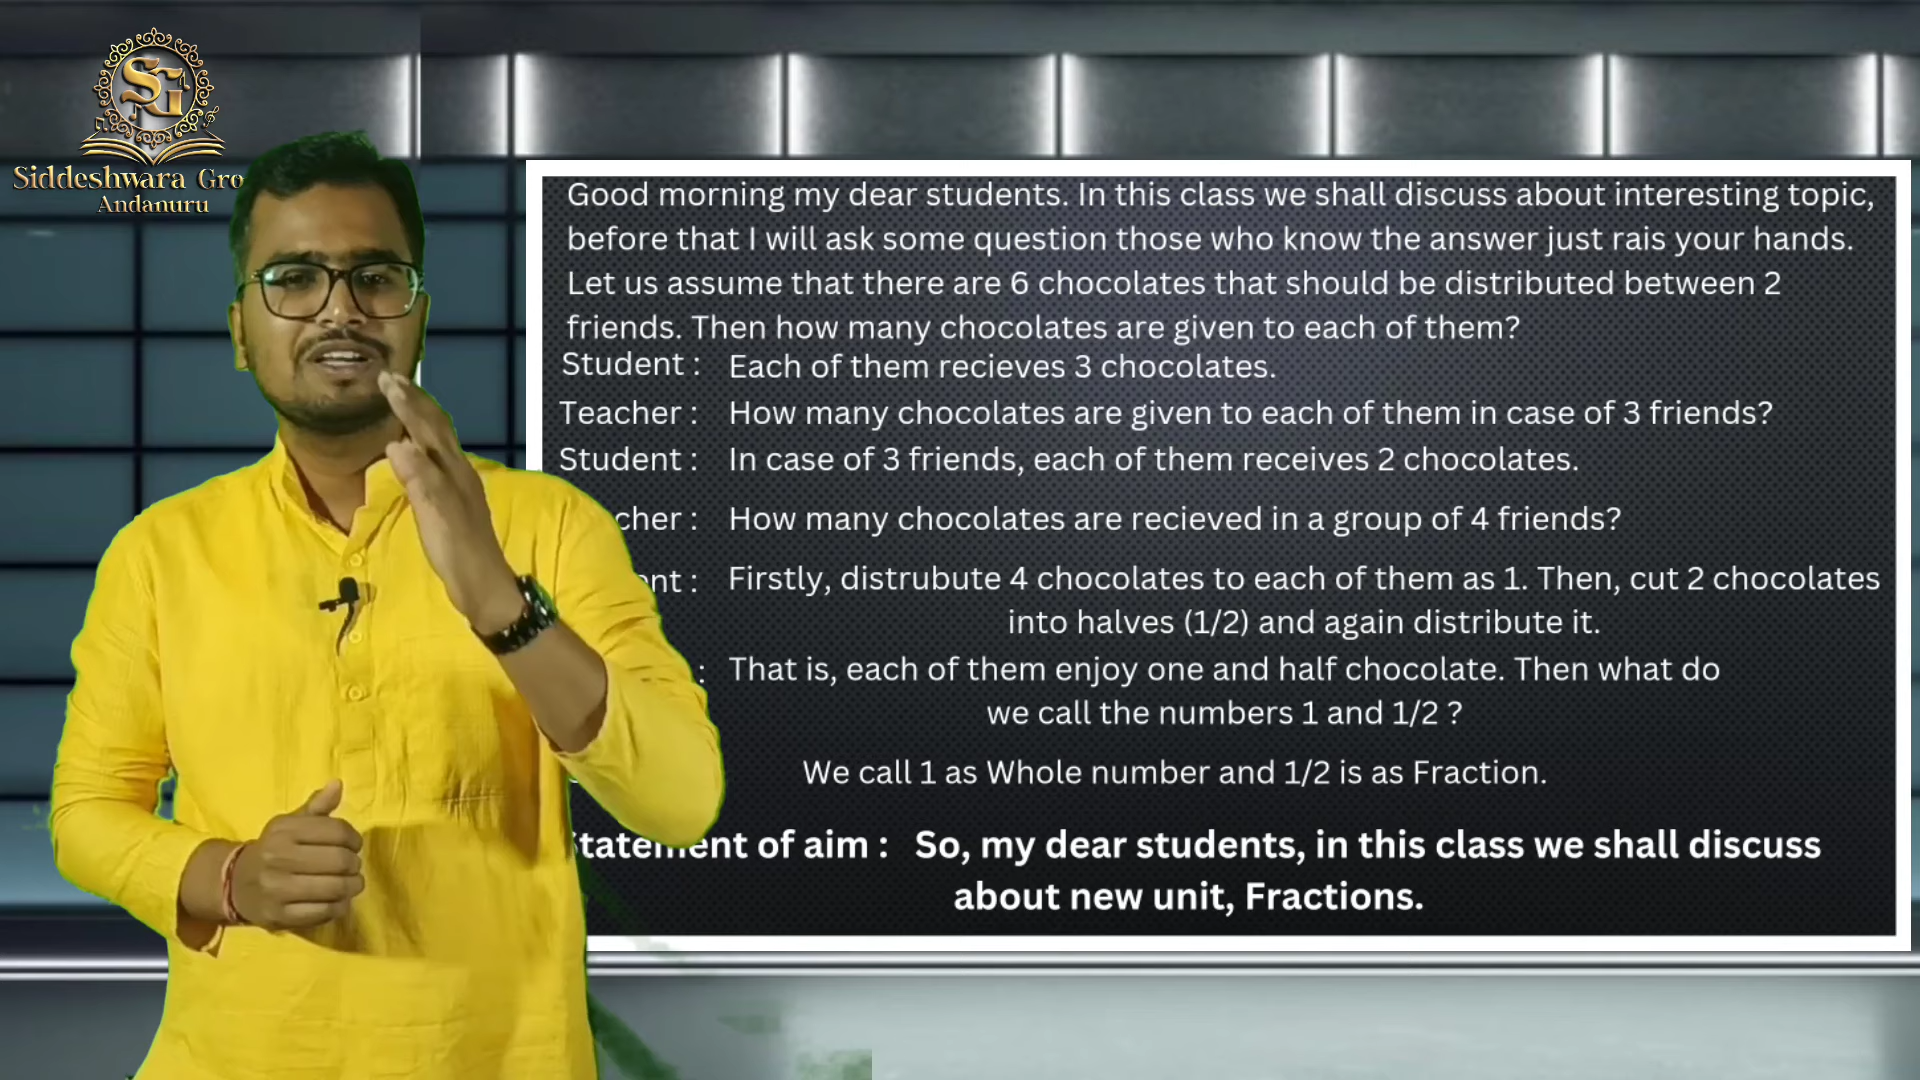 SG
Siddeshwara Gro
Andanuru
Good morning my dear students. In this class we shall discuss about interesting topic,
before that I will ask some question those who know the answer just rais your hands.
Let us assume that there are 6 chocolates that should be distributed between 2
friends. Then how many chocolates are given to each of them?
Student : Each of them recieves 3 chocolates.
Teacher : How many chocolates are given to each of them in case of 3 friends?
Student : In case of 3 friends, each of them receives 2 chocolates.
cher : How many chocolates are recieved in a group of 4 friends?
nt : Firstly, distrubute 4 chocolates to each of them as 1. Then, cut 2 chocolates
into halves (1/2) and again distribute it.
: That is, each of them enjoy one and half chocolate. Then what do
we call the numbers 1 and 1/2 ?
We call 1 as Whole number and 1/2 is as Fraction.
Statement of aim : So, my dear students, in this class we shall discuss
about new unit, Fractions.